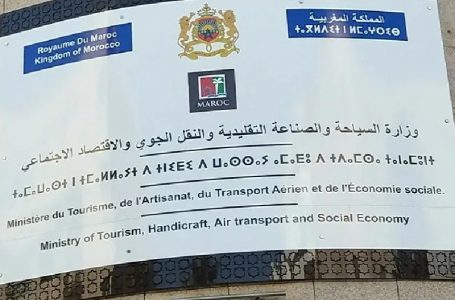 Royaume Du Maroc
Kingdom of Morocco
المملكة المغربية
ⵜⴰⴳⵍⴷⵉⵜ ⵏ ⵍⵎⵖⵔⵉⴱ
MAROC
وزارة السياحة والصناعة التقليدية والنقل الجوي والاقتصاد الاجتماعي
Ministère du Tourisme, de l'Artisanat, du Transport Aérien et de l'Économie sociale.
Ministry of Tourism, Handicraft, Air transport and Social Economy